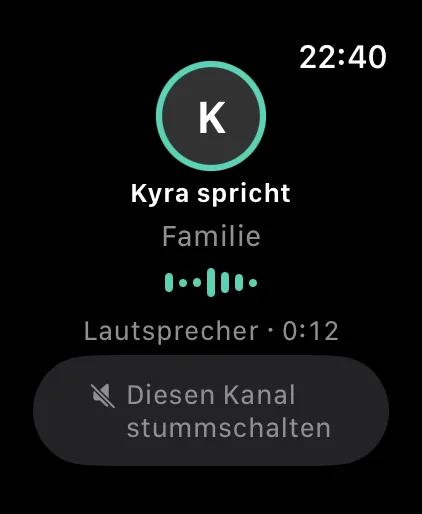 22:40
K
Kyra spricht
Familie
Lautsprecher · 0:12
Diesen Kanal
stummschalten